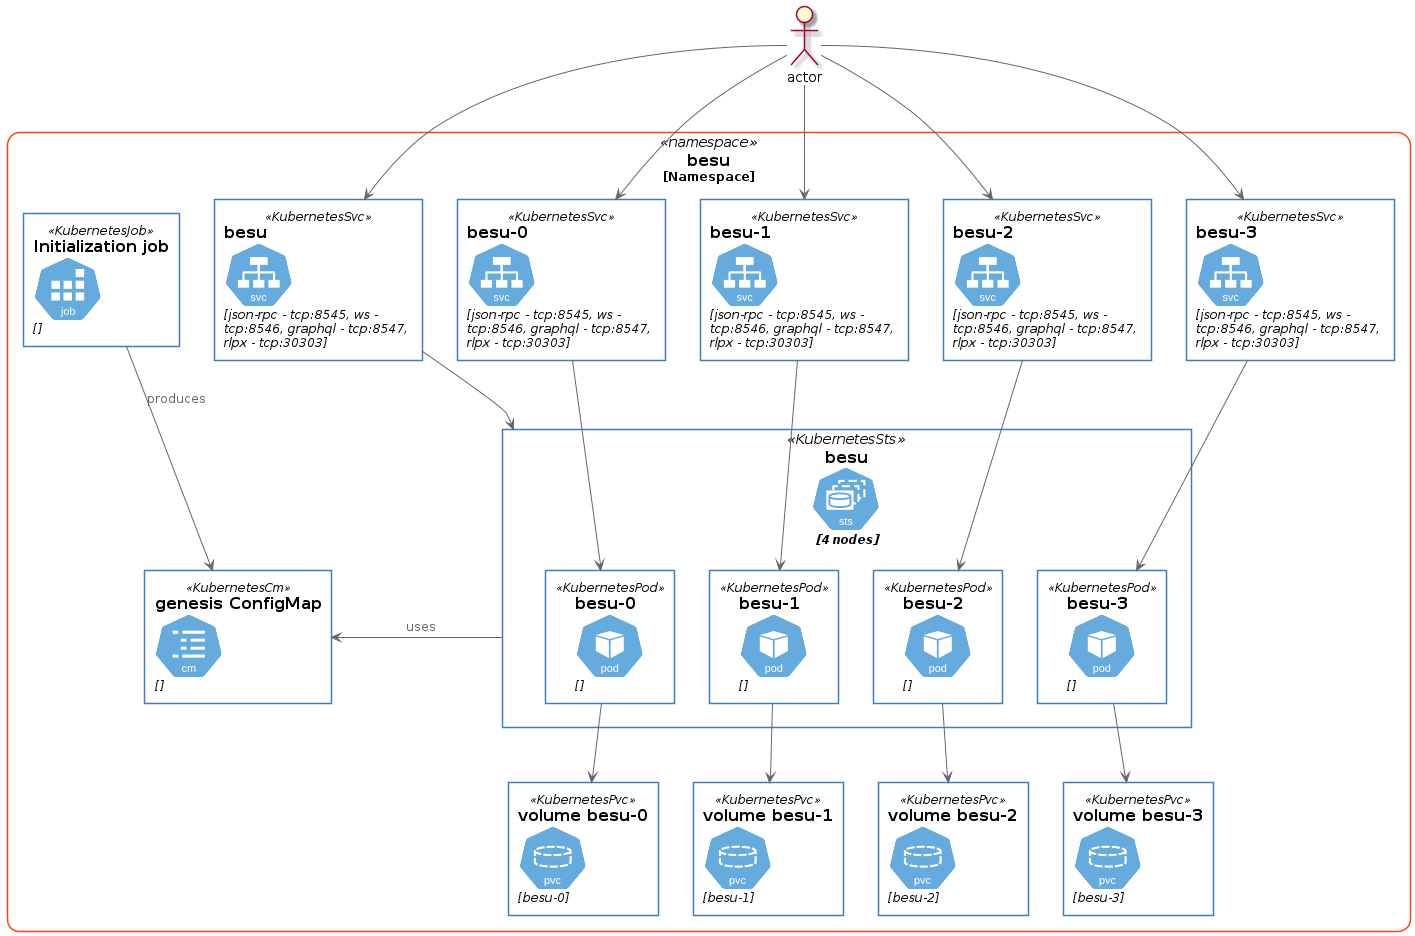 actor
«namespace»
besu
[Namespace]
«KubernetesJob»
Initialization job
job
[]
«KubernetesSvc»
besu
svc
[json-rpc - tcp:8545, ws -
tcp:8546, graphql - tcp:8547,
rlpx - tcp:30303]
«KubernetesSvc»
besu-0
svc
[json-rpc - tcp:8545, ws -
tcp:8546, graphql - tcp:8547,
rlpx - tcp:30303]
«KubernetesSvc»
besu-1
svc
[json-rpc - tcp:8545, ws -
tcp:8546, graphql - tcp:8547,
rlpx - tcp:30303]
«KubernetesSvc»
besu-2
svc
[json-rpc - tcp:8545, ws -
tcp:8546, graphql - tcp:8547,
rlpx - tcp:30303]
«KubernetesSvc»
besu-3
svc
[json-rpc - tcp:8545, ws -
tcp:8546, graphql - tcp:8547,
rlpx - tcp:30303]
produces
«KubernetesSts»
besu
sts
[4 nodes]
«KubernetesCm»
genesis ConfigMap
cm
[]
uses
«KubernetesPod»
besu-0
pod
[]
«KubernetesPod»
besu-1
pod
[]
«KubernetesPod»
besu-2
pod
[]
«KubernetesPod»
besu-3
pod
[]
«KubernetesPvc»
volume besu-0
pvc
[besu-0]
«KubernetesPvc»
volume besu-1
pvc
[besu-1]
«KubernetesPvc»
volume besu-2
pvc
[besu-2]
«KubernetesPvc»
volume besu-3
pvc
[besu-3]